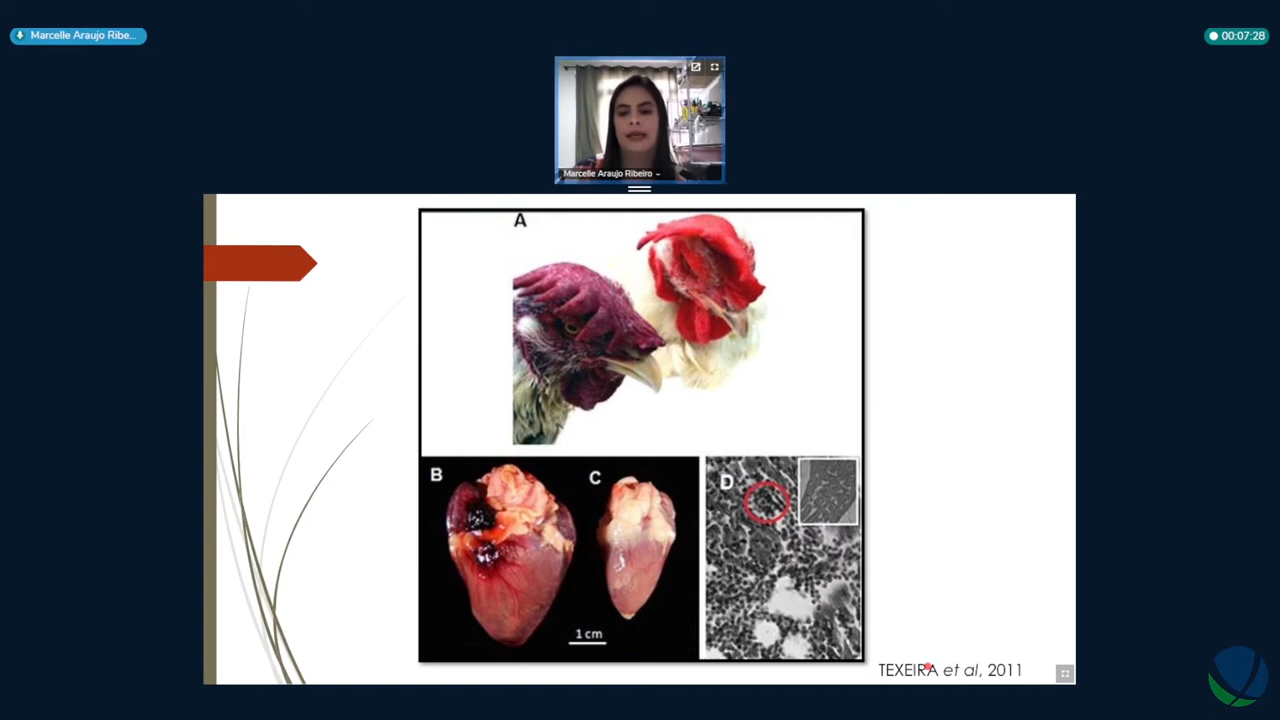 Marcelle Araujo Ribe...
00:07:28
Marcelle Araujo Ribeiro
A
B
C
D
1 cm
TEXEIRA et al, 2011